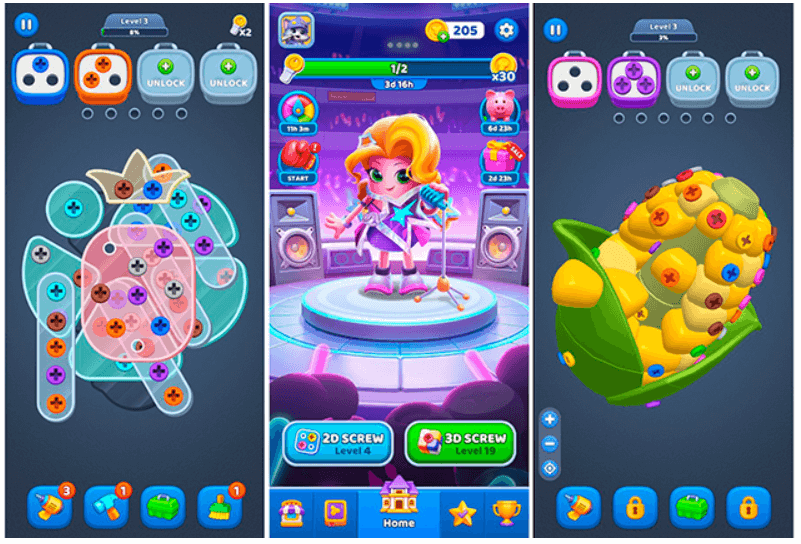 Level 3
8%
x2
UNLOCK
UNLOCK
3
1
1
205
1/2
x30
3d 16h
11h 3m
6d 23h
START
SALE
2d 23h
2D SCREW
Level 4
3D SCREW
Level 19
Home
Level 3
3%
UNLOCK
UNLOCK